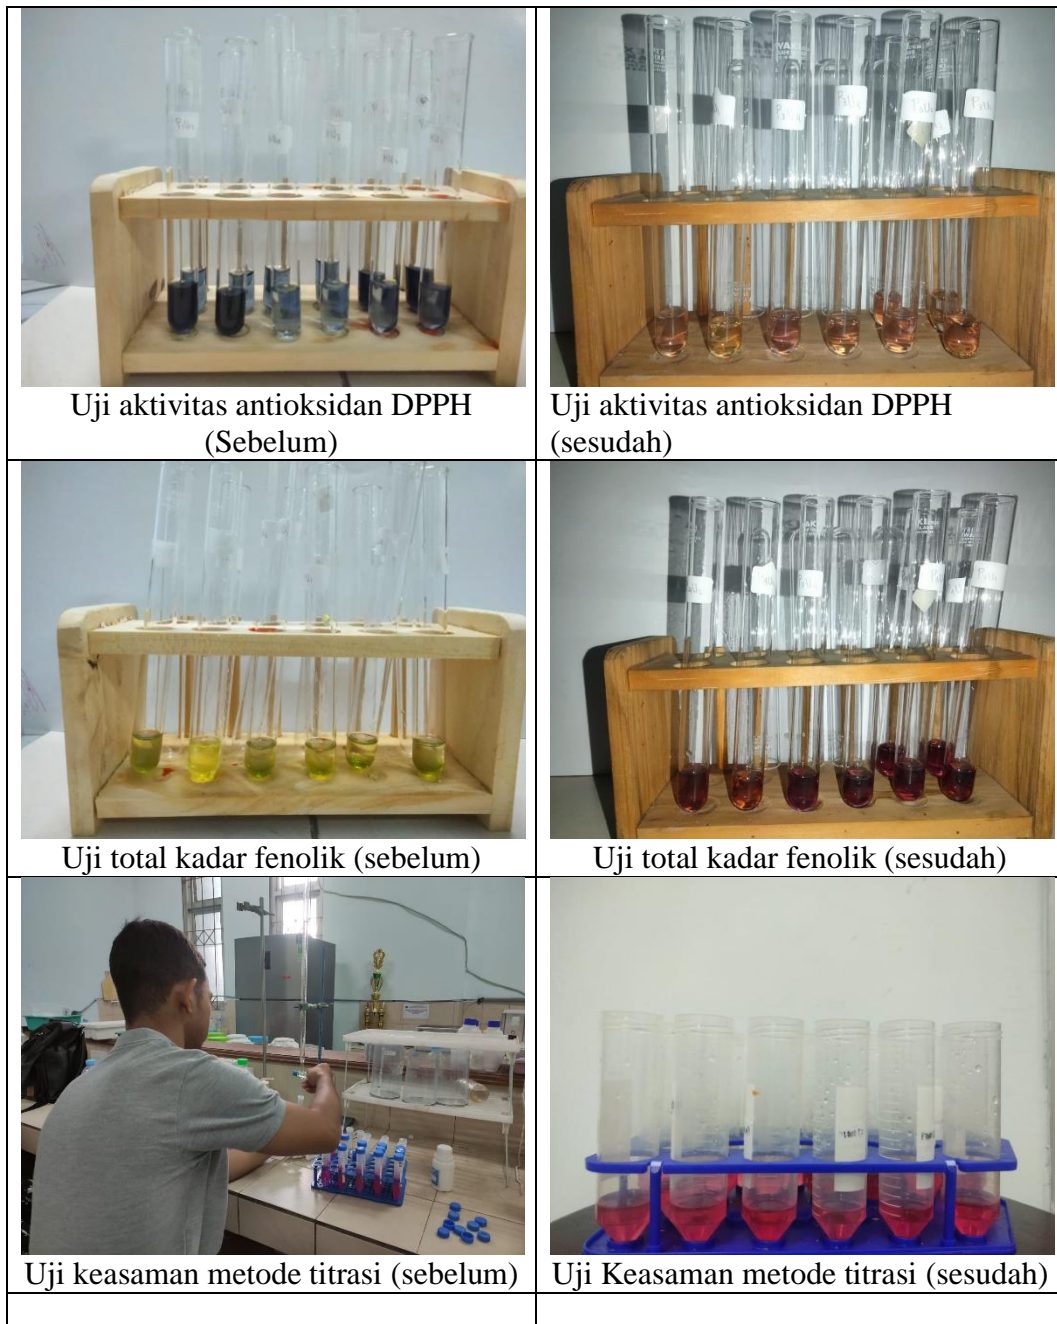 Uji aktivitas antioksidan DPPH
(Sebelum)
Uji aktivitas antioksidan DPPH
(sesudah)
Uji total kadar fenolik (sebelum)
Uji total kadar fenolik (sesudah)
Uji keasaman metode titrasi (sebelum)
Uji Keasaman metode titrasi (sesudah)